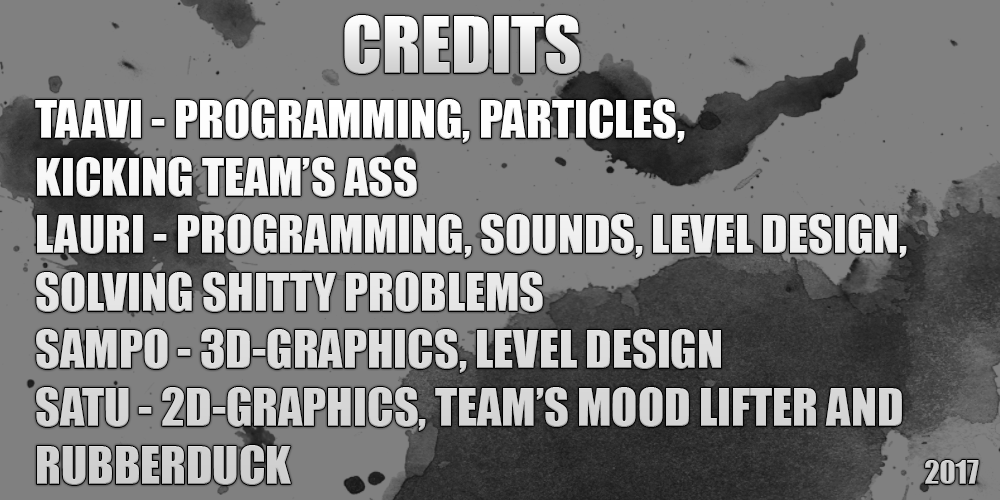 CREDITS
TAAVI - PROGRAMMING, PARTICLES,
KICKING TEAM'S ASS
LAURI - PROGRAMMING, SOUNDS, LEVEL DESIGN,
SOLVING SHITTY PROBLEMS
SAMPO - 3D-GRAPHICS, LEVEL DESIGN
SATU - 2D-GRAPHICS, TEAM'S MOOD LIFTER AND
RUBBERDUCK
2017